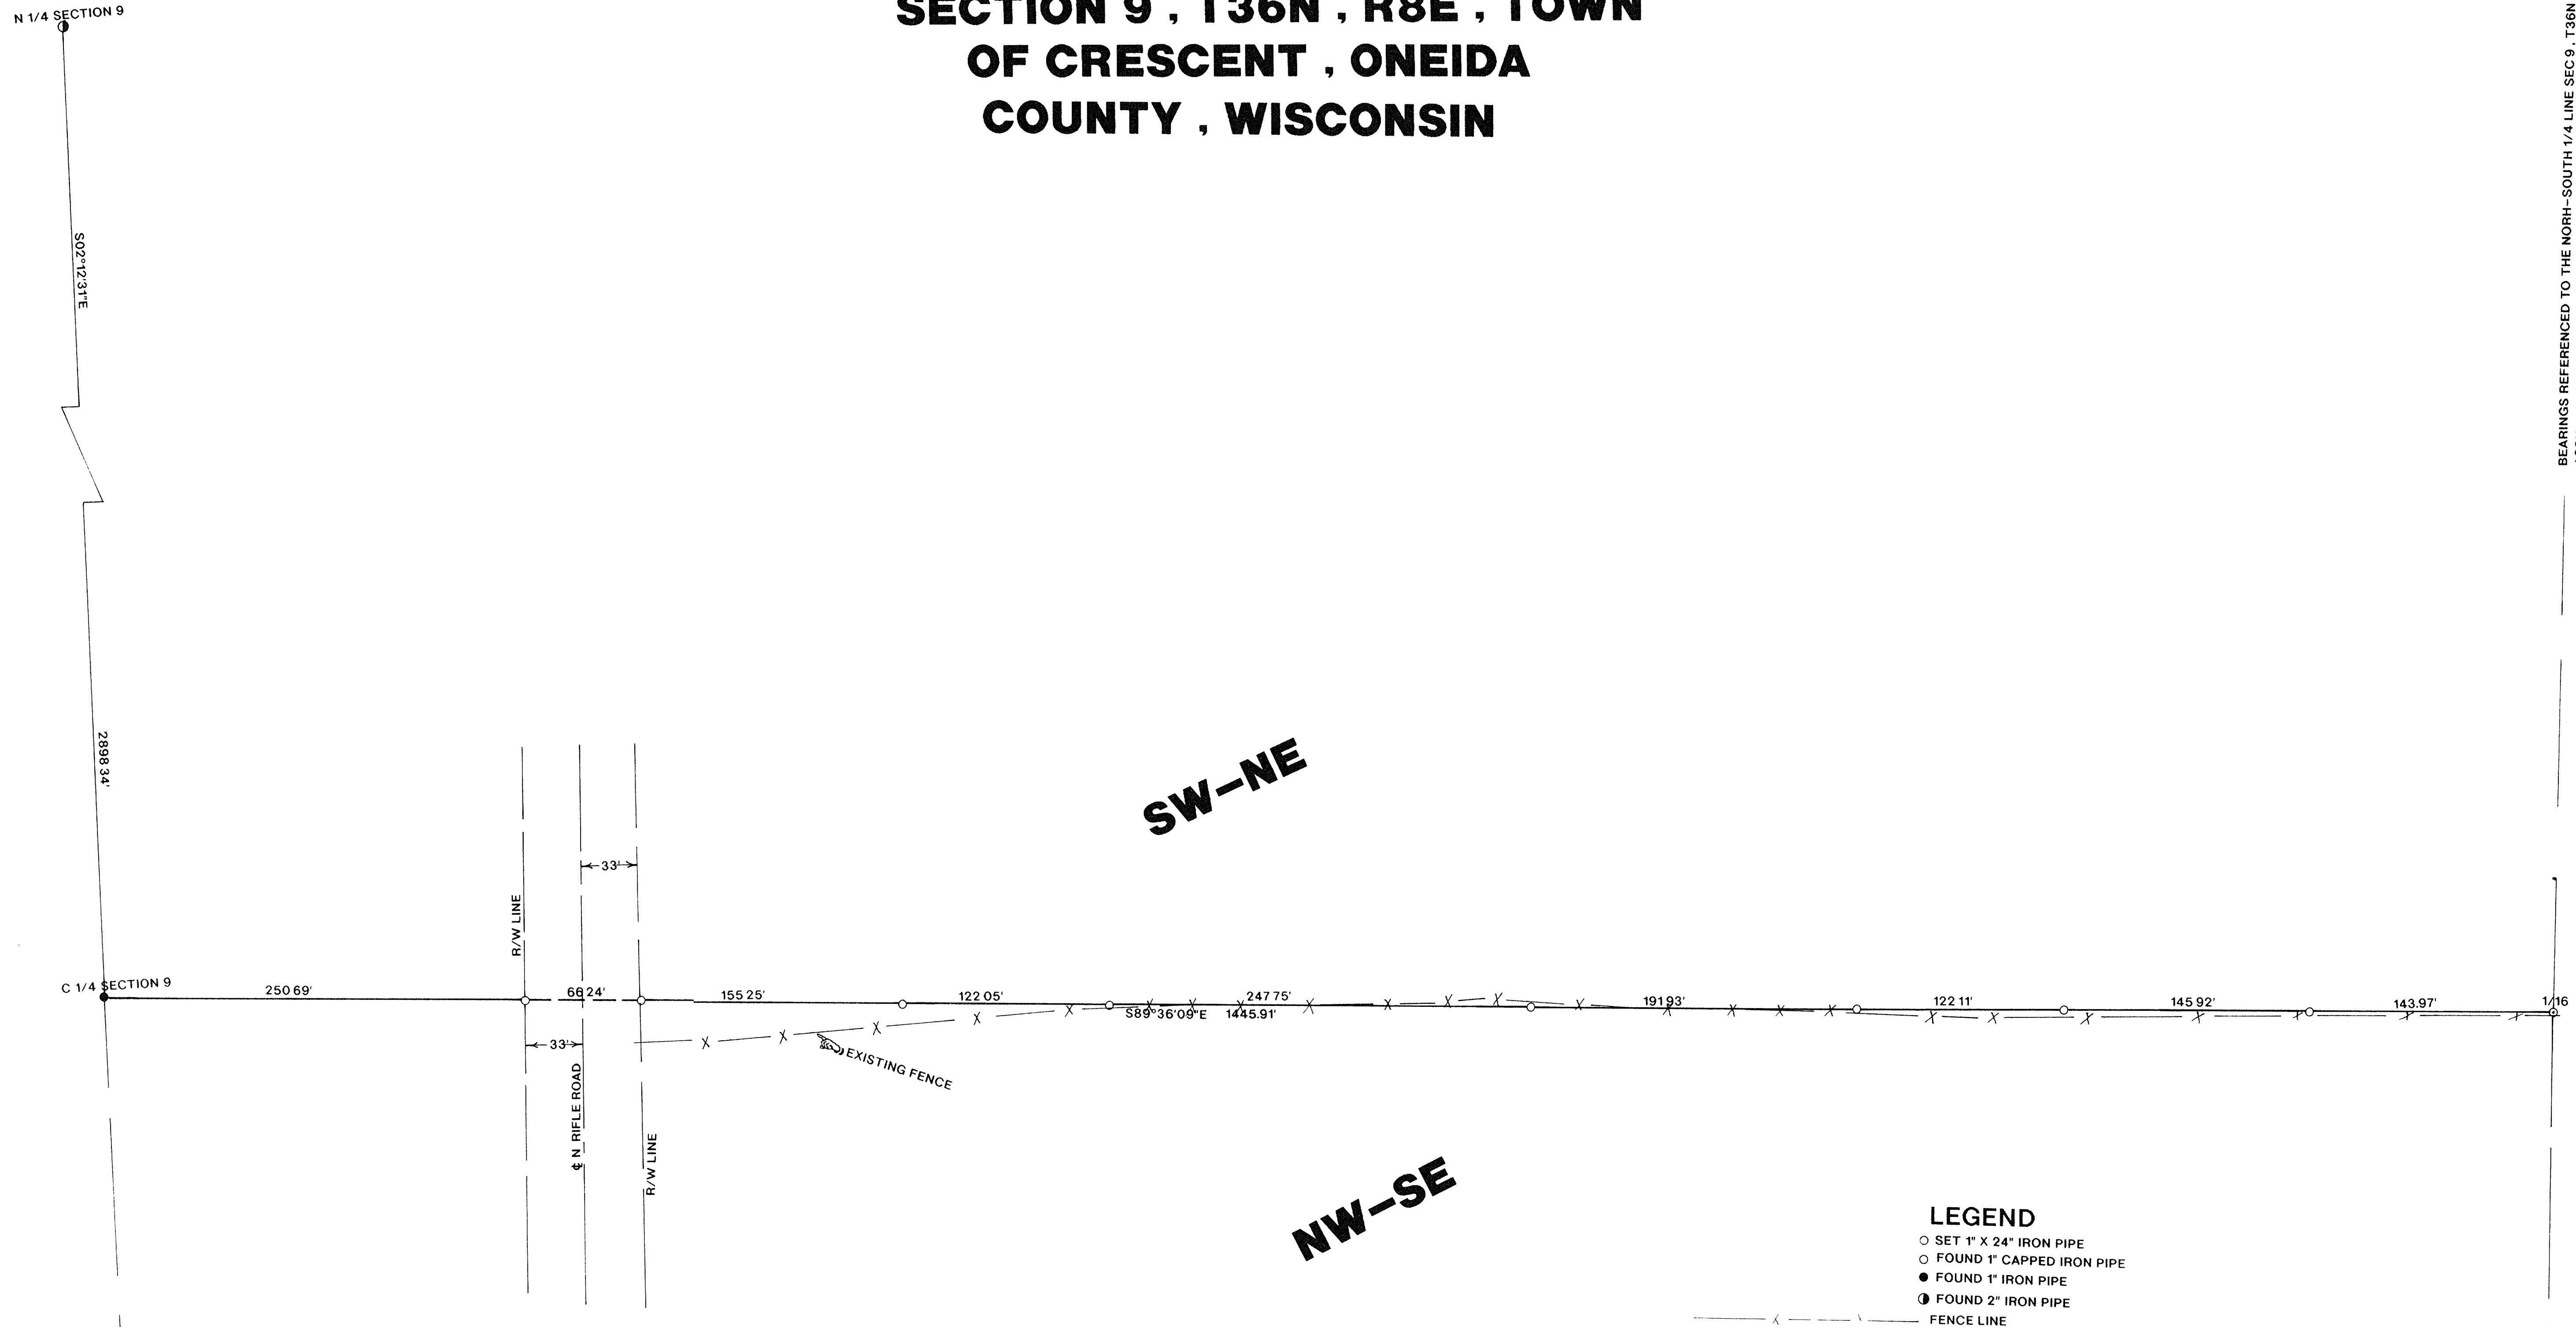 SECTION 9 , T36N , R8E , TOWN
OF CRESCENT , ONEIDA
COUNTY , WISCONSIN
N 1/4 SECTION 9
S02°12'31"E
2898 34'
BEARINGS REFERENCED TO THE NORH-SOUTH 1/4 LINE SEC 9 , T36N
SW-NE
33'
R/W LINE
C 1/4 SECTION 9
250 69'
66 24'
155 25'
122 05'
247 75'
191 93'
122 11'
145 92'
143.97'
1/16
S89°36'09"E 1445.91'
33'
EXISTING FENCE
℄ N RIFLE ROAD
R/W LINE
NW-SE
LEGEND
SET 1" X 24" IRON PIPE
FOUND 1" CAPPED IRON PIPE
FOUND 1" IRON PIPE
FOUND 2" IRON PIPE
FENCE LINE